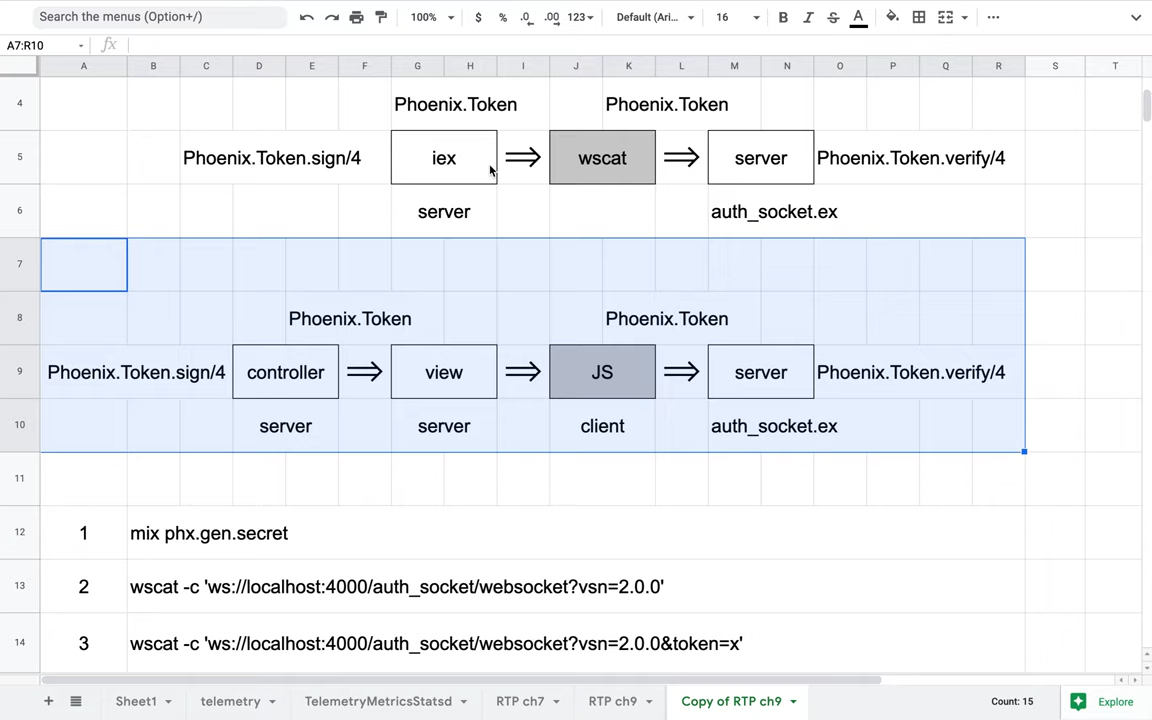 Search the menus (Option+/) 100% $ % .0 .00 123 Default (Ari... 16 B I S A
A7:R10 fx
A B C D E F G H I J K L M N O P Q R S T
4 Phoenix.Token Phoenix.Token
5 Phoenix.Token.sign/4 iex ⇒ wscat ⇒ server Phoenix.Token.verify/4
6 server auth_socket.ex
7
8 Phoenix.Token Phoenix.Token
9 Phoenix.Token.sign/4 controller ⇒ view ⇒ JS ⇒ server Phoenix.Token.verify/4
10 server server client auth_socket.ex
11
12 1 mix phx.gen.secret
13 2 wscat -c 'ws://localhost:4000/auth_socket/websocket?vsn=2.0.0'
14 3 wscat -c 'ws://localhost:4000/auth_socket/websocket?vsn=2.0.0&token=x'
Sheet1 telemetry TelemetryMetricsStatsd RTP ch7 RTP ch9 Copy of RTP ch9 Count: 15 Explore